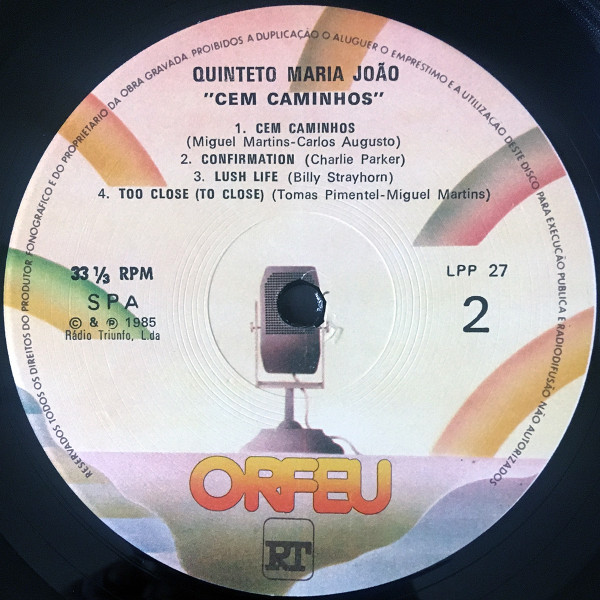 RESERVADOS TODOS OS DIREITOS DO PRODUTOR FONOGRAFICO E DO PROPRIETARIO DA OBRA GRAVADA PROIBIDOS A DUPLICAÇÃO O ALUGUER O EMPRESTIMO E A UTILIZAÇÃO DESTE DISCO PARA EXECUÇÃO PUBLICA E RADIODIFUSÃO NÃO AUTORIZADOS
QUINTETO MARIA JOÃO
"CEM CAMINHOS"
1. CEM CAMINHOS
(Miguel Martins-Carlos Augusto)
2. CONFIRMATION (Charlie Parker)
3. LUSH LIFE (Billy Strayhorn)
4. TOO CLOSE (TO CLOSE) (Tomas Pimentel-Miguel Martins)
33 ⅓ RPM
SPA
© & ℗ 1985
Rádio Triunfo, L.da
LPP 27
2
ORFEU
RT